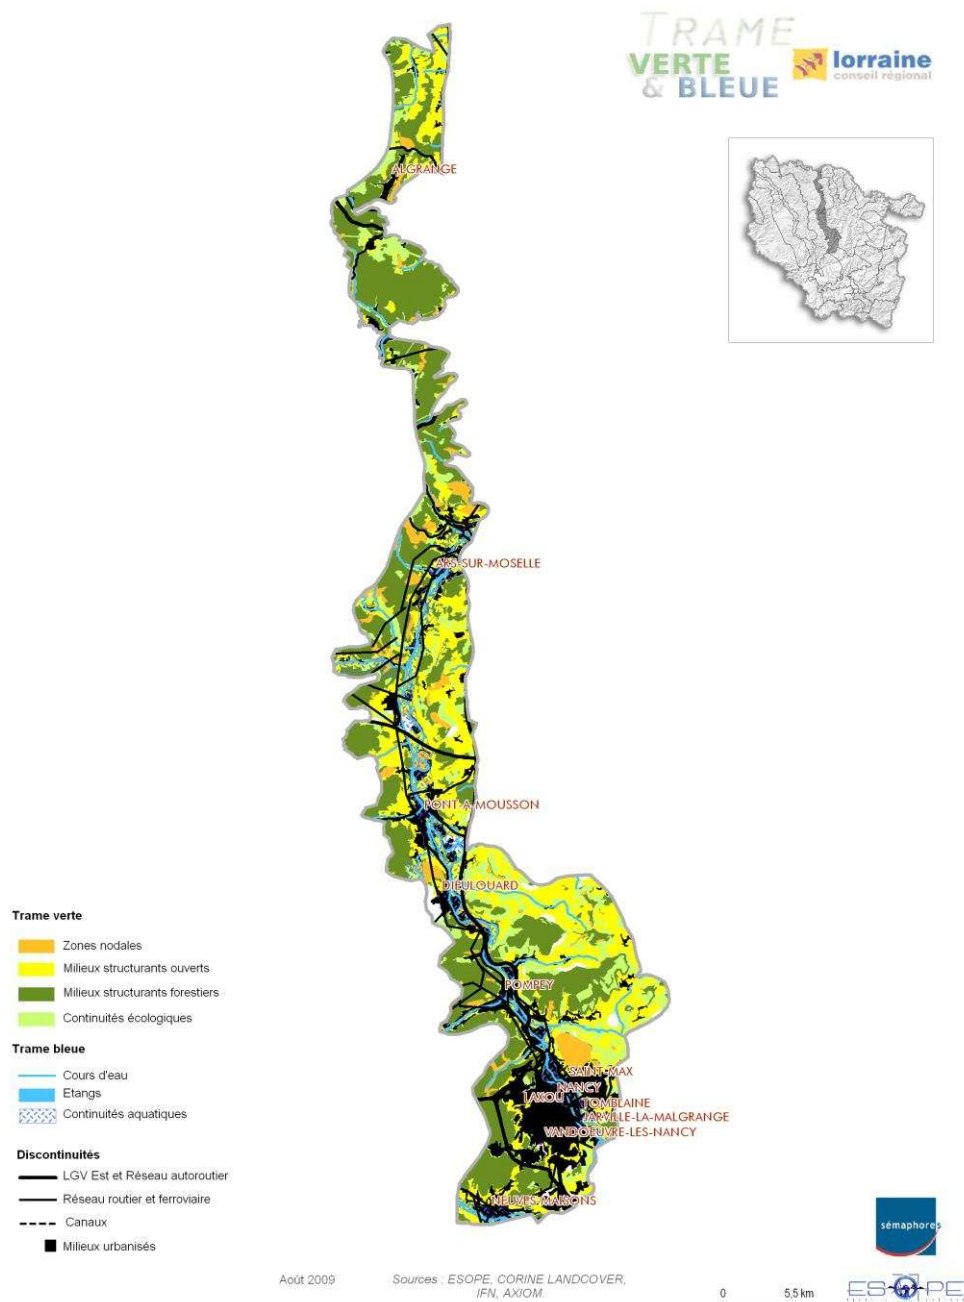 TRAME
VERTE
& BLEUE
lorraine
conseil régional
ALGRANGE
ARS-SUR-MOSELLE
PONT-A-MOUSSON
DIEULOUARD
POMPEY
SAINT-MAX
NANCY
LAXOU
TOMBLAINE
JARVILLE-LA-MALGRANGE
VANDOEUVRE-LES-NANCY
NEUVES-MAISONS
Trame verte
Zones nodales
Milieux structurants ouverts
Milieux structurants forestiers
Continuités écologiques
Trame bleue
Cours d'eau
Etangs
Continuités aquatiques
Discontinuités
LGV Est et Réseau autoroutier
Réseau routier et ferroviaire
Canaux
Milieux urbanisés
sémaphores
Août 2009
Sources : ESOPE, CORINE LANDCOVER,
IFN, AXIOM.
0 5,5 km
ESOPE